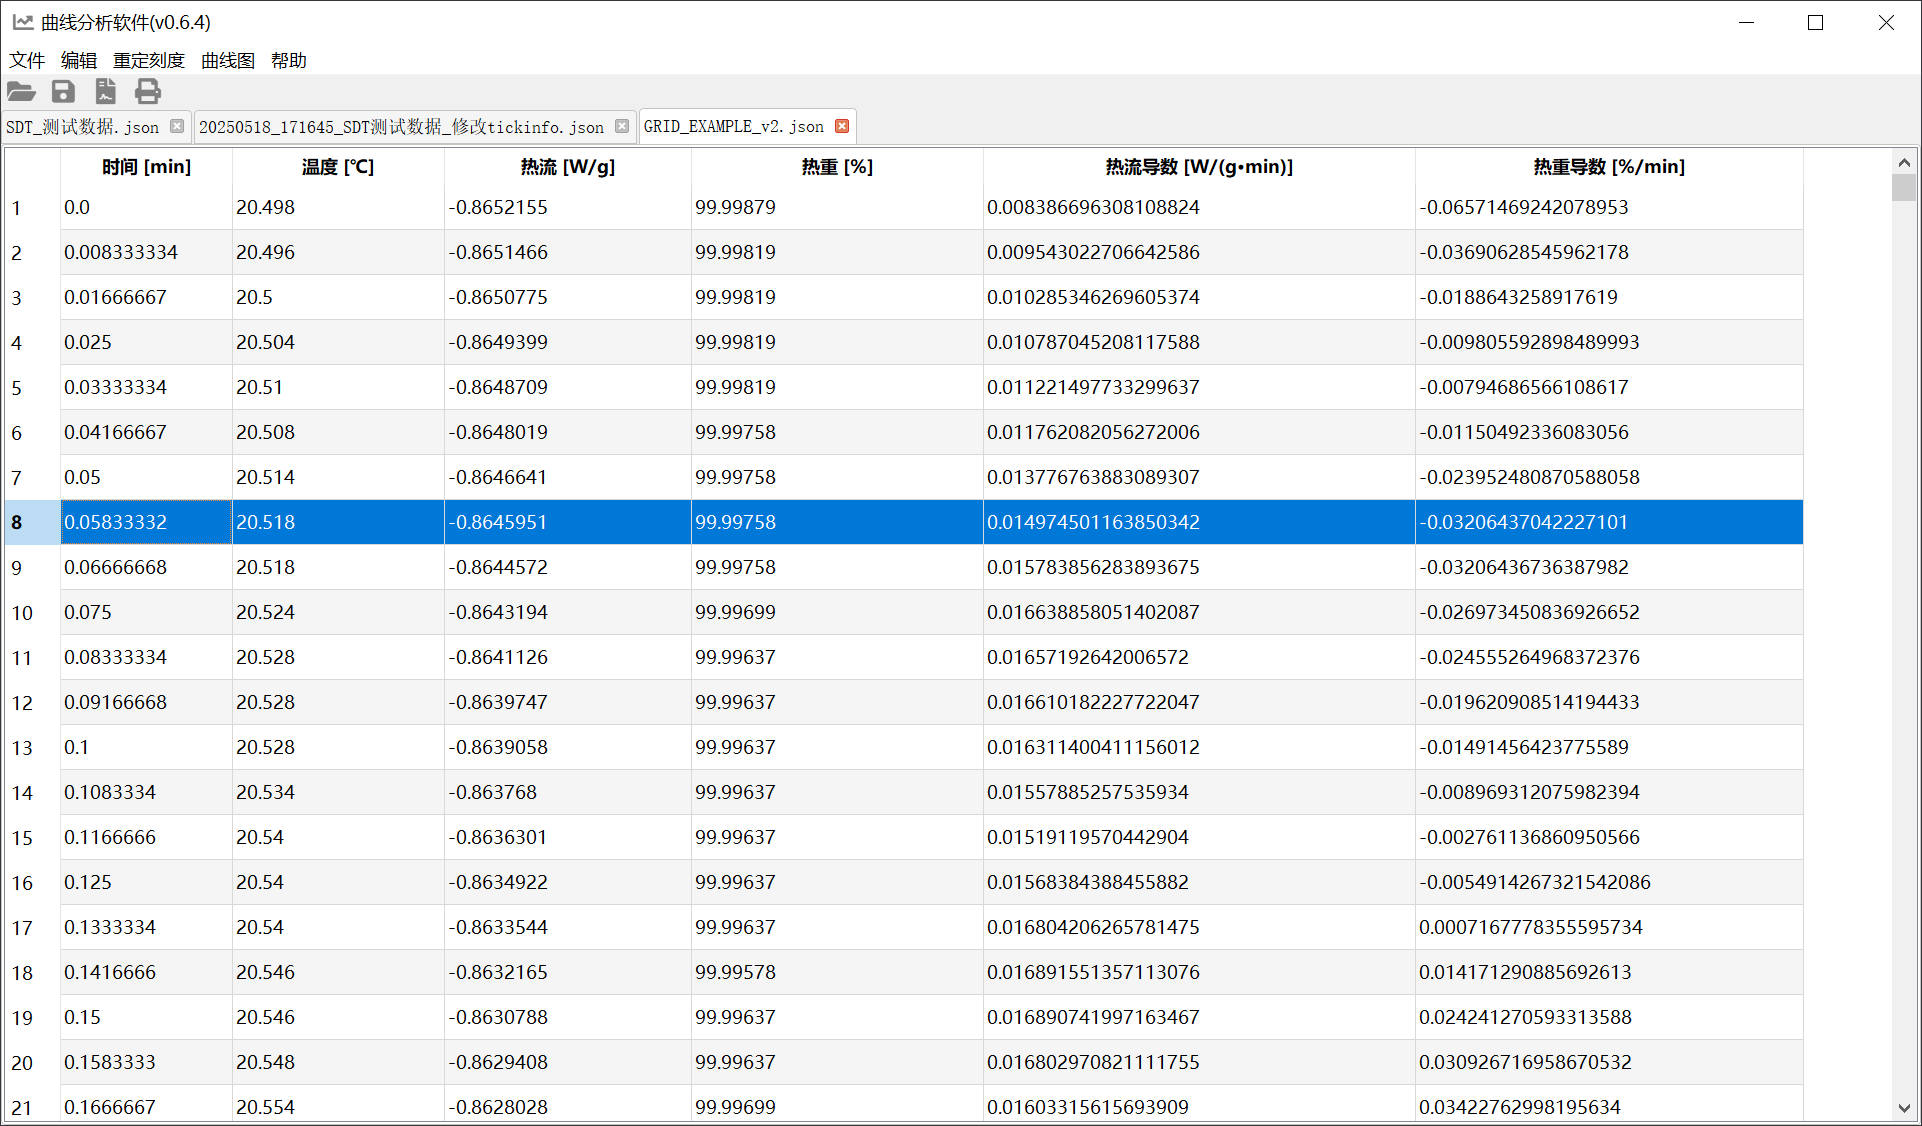 曲线分析软件(v0.6.4)
文件 编辑 重定刻度 曲线图 帮助
SDT_测试数据.json 20250518_171645_SDT测试数据_修改tickinfo.json GRID_EXAMPLE_v2.json
时间 [min] 温度 [℃] 热流 [W/g] 热重 [%] 热流导数 [W/(g•min)] 热重导数 [%/min]
1 0.0 20.498 -0.8652155 99.99879 0.008386696308108824 -0.06571469242078953
2 0.008333334 20.496 -0.8651466 99.99819 0.009543022706642586 -0.03690628545962178
3 0.01666667 20.5 -0.8650775 99.99819 0.010285346269605374 -0.0188643258917619
4 0.025 20.504 -0.8649399 99.99819 0.010787045208117588 -0.009805592898489993
5 0.03333334 20.51 -0.8648709 99.99819 0.011221497733299637 -0.00794686566108617
6 0.04166667 20.508 -0.8648019 99.99758 0.011762082056272006 -0.01150492336083056
7 0.05 20.514 -0.8646641 99.99758 0.013776763883089307 -0.023952480870588058
8 0.05833332 20.518 -0.8645951 99.99758 0.014974501163850342 -0.03206437042227101
9 0.06666668 20.518 -0.8644572 99.99758 0.015783856283893675 -0.03206436736387982
10 0.075 20.524 -0.8643194 99.99699 0.016638858051402087 -0.026973450836926652
11 0.08333334 20.528 -0.8641126 99.99637 0.01657192642006572 -0.024555264968372376
12 0.09166668 20.528 -0.8639747 99.99637 0.016610182227722047 -0.019620908514194433
13 0.1 20.528 -0.8639058 99.99637 0.016311400411156012 -0.01491456423775589
14 0.1083334 20.534 -0.863768 99.99637 0.01557885257535934 -0.008969312075982394
15 0.1166666 20.54 -0.8636301 99.99637 0.01519119570442904 -0.002761136860950566
16 0.125 20.54 -0.8634922 99.99637 0.01568384388455882 -0.0054914267321542086
17 0.1333334 20.54 -0.8633544 99.99637 0.016804206265781475 0.0007167778355595734
18 0.1416666 20.546 -0.8632165 99.99578 0.016891551357113076 0.014171290885692613
19 0.15 20.546 -0.8630788 99.99637 0.016890741997163467 0.024241270593313588
20 0.1583333 20.548 -0.8629408 99.99637 0.016802970821111755 0.030926716958670532
21 0.1666667 20.554 -0.8628028 99.99699 0.01603315615693909 0.03422762998195634